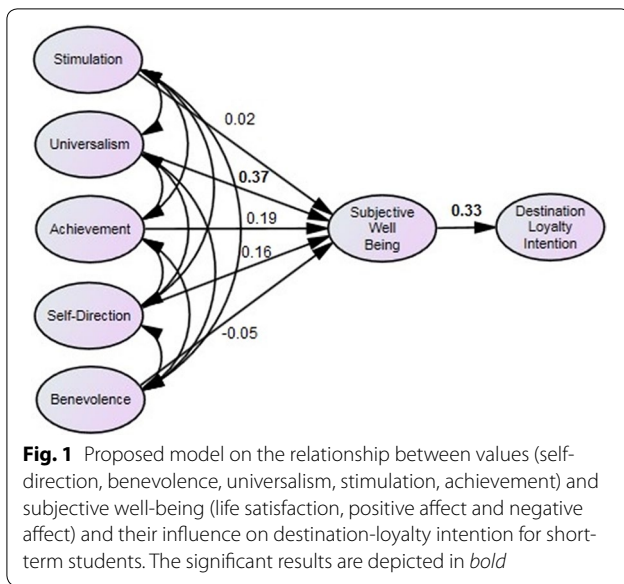 Stimulation
0.02
Universalism
0.37
Achievement
0.19
Subjective
Well
Being
0.33
Destination
Loyalty
Intention
0.16
Self-Direction
-0.05
Benevolence
Fig. 1 Proposed model on the relationship between values (self-
direction, benevolence, universalism, stimulation, achievement) and
subjective well-being (life satisfaction, positive affect and negative
affect) and their influence on destination-loyalty intention for short-
term students. The significant results are depicted in bold